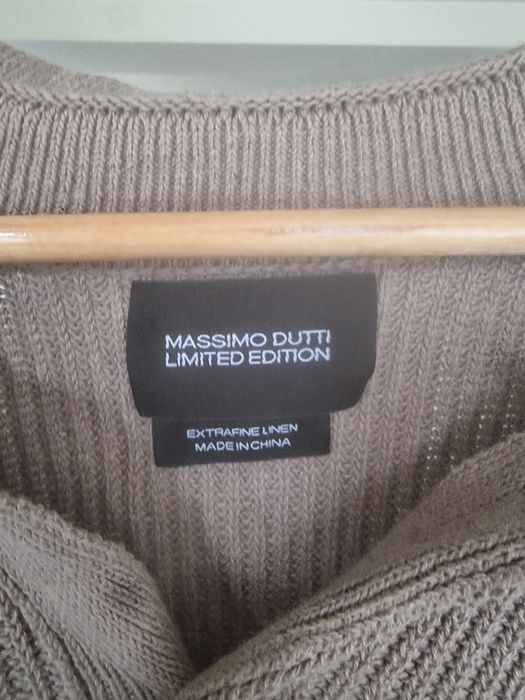 MASSIMO DUTTI
LIMITED EDITION
EXTRAFINE LINEN
MADE IN CHINA